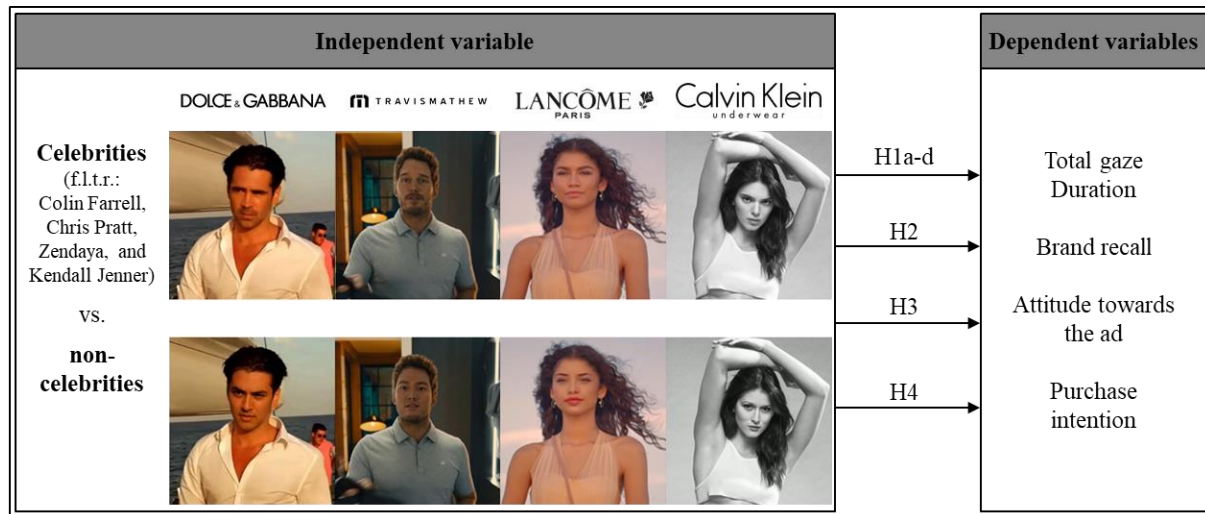 Independent variable
Dependent variables
DOLCE & GABBANA
TRAVISMATHEW
LANCÔME
PARIS
Calvin Klein
underwear
Celebrities
(f.l.t.r.:
Colin Farrell,
Chris Pratt,
Zendaya, and
Kendall Jenner)
vs.
non-
celebrities
H1a-d
H2
H3
H4
Total gaze
Duration
Brand recall
Attitude towards
the ad
Purchase
intention